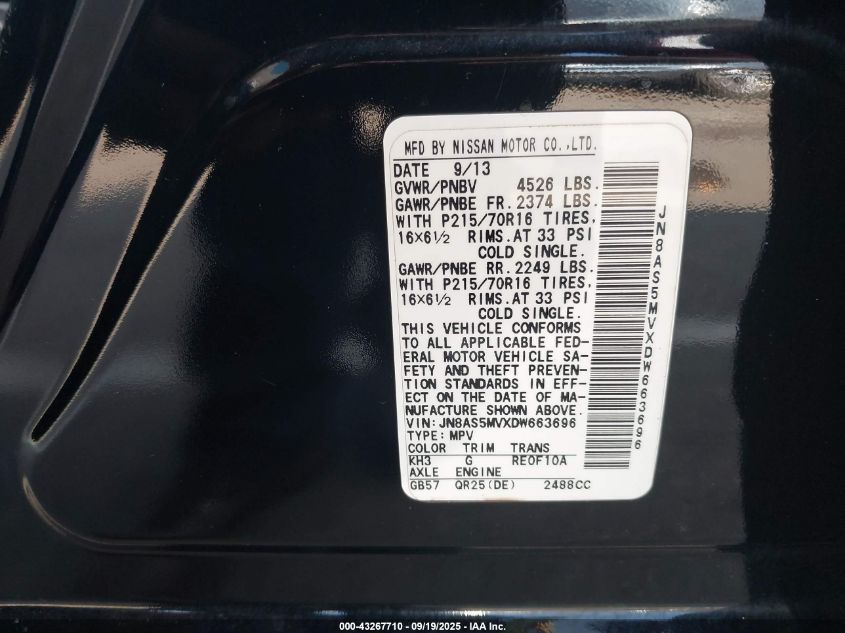 MFD BY NISSAN MOTOR CO.,LTD.
DATE 9/13
GVWR/PNBV 4526 LBS.
GAWR/PNBE FR. 2374 LBS.
WITH P215/70R16 TIRES,
16×6½ RIMS. AT 33 PSI
COLD SINGLE.
GAWR/PNBE RR. 2249 LBS.
WITH P215/70R16 TIRES,
16×6½ RIMS. AT 33 PSI
COLD SINGLE.
THIS VEHICLE CONFORMS
TO ALL APPLICABLE FED-
ERAL MOTOR VEHICLE SA-
FETY AND THEFT PREVEN-
TION STANDARDS IN EFF-
ECT ON THE DATE OF MA-
NUFACTURE SHOWN ABOVE.
VIN: JN8AS5MVXDW663696
TYPE: MPV
COLOR TRIM TRANS
KH3 G RE0F10A
AXLE ENGINE
GB57 QR25(DE) 2488CC
JN8AS5MVXDW663696
000-43267710 - 09/19/2025 - IAA Inc.